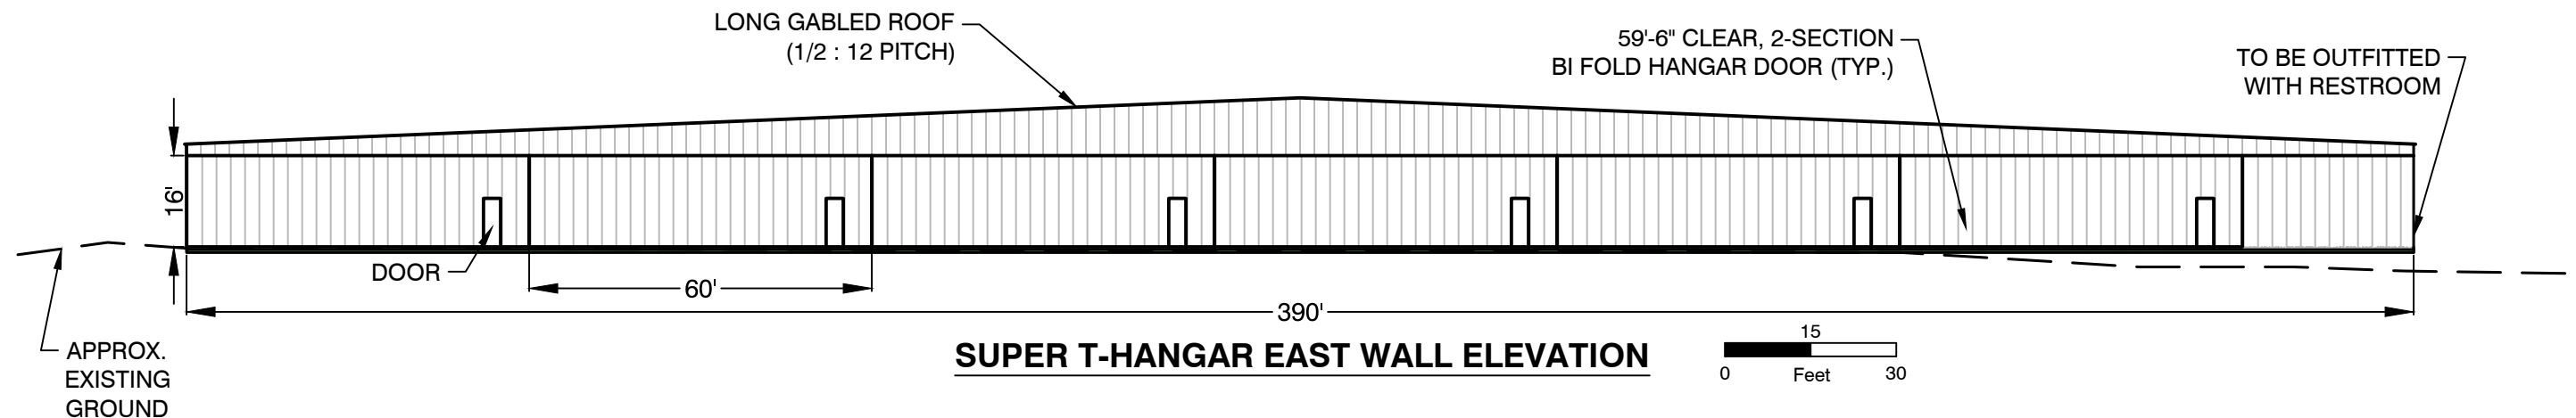 LONG GABLED ROOF
(1/2 : 12 PITCH)
59'-6" CLEAR, 2-SECTION
BI FOLD HANGAR DOOR (TYP.)
TO BE OUTFITTED
WITH RESTROOM
16'
DOOR
60'
390'
APPROX.
EXISTING
GROUND
SUPER T-HANGAR EAST WALL ELEVATION
15
0 Feet 30